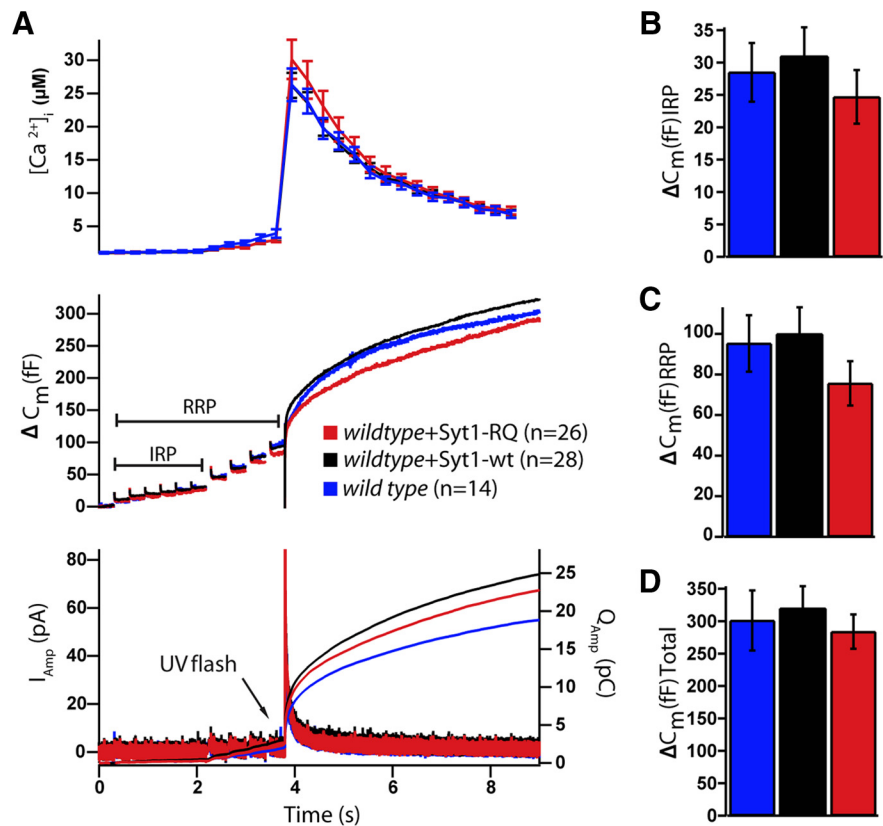 A
[Ca 2+]i (µM)
30
25
20
15
10
5
Δ Cm(fF)
300
250
200
150
100
50
0
RRP
IRP
wildtype+Syt1-RQ (n=26)
wildtype+Syt1-wt (n=28)
wild type (n=14)
IAmp (pA)
80
60
40
20
0
UV flash
25
20
15
10
5
0
QAmp (pC)
0 2 4 6 8
Time (s)
B
ΔCm(fF) IRP
35
30
25
20
15
10
5
0
C
ΔCm(fF) RRP
100
80
60
40
20
0
D
ΔCm(fF) Total
350
300
250
200
150
100
50
0